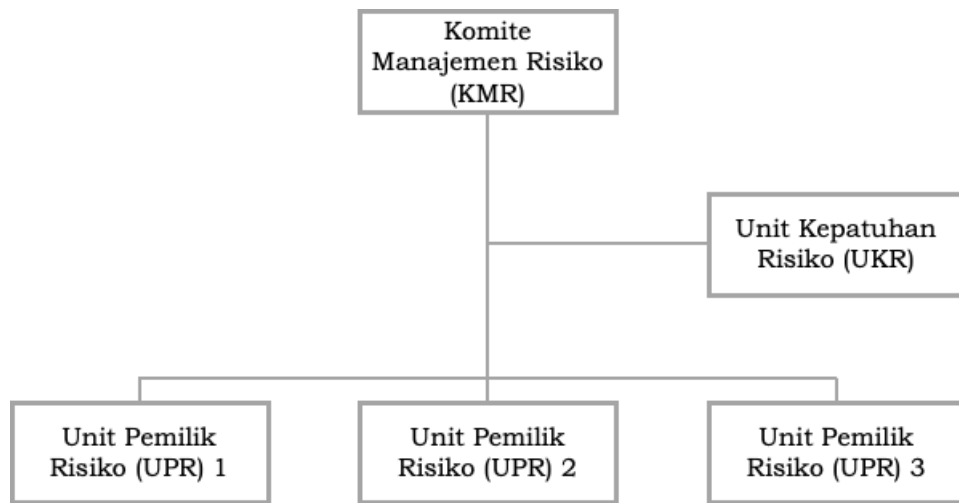 Komite
Manajemen Risiko
(KMR)
Unit Kepatuhan
Risiko (UKR)
Unit Pemilik
Risiko (UPR) 1
Unit Pemilik
Risiko (UPR) 2
Unit Pemilik
Risiko (UPR) 3